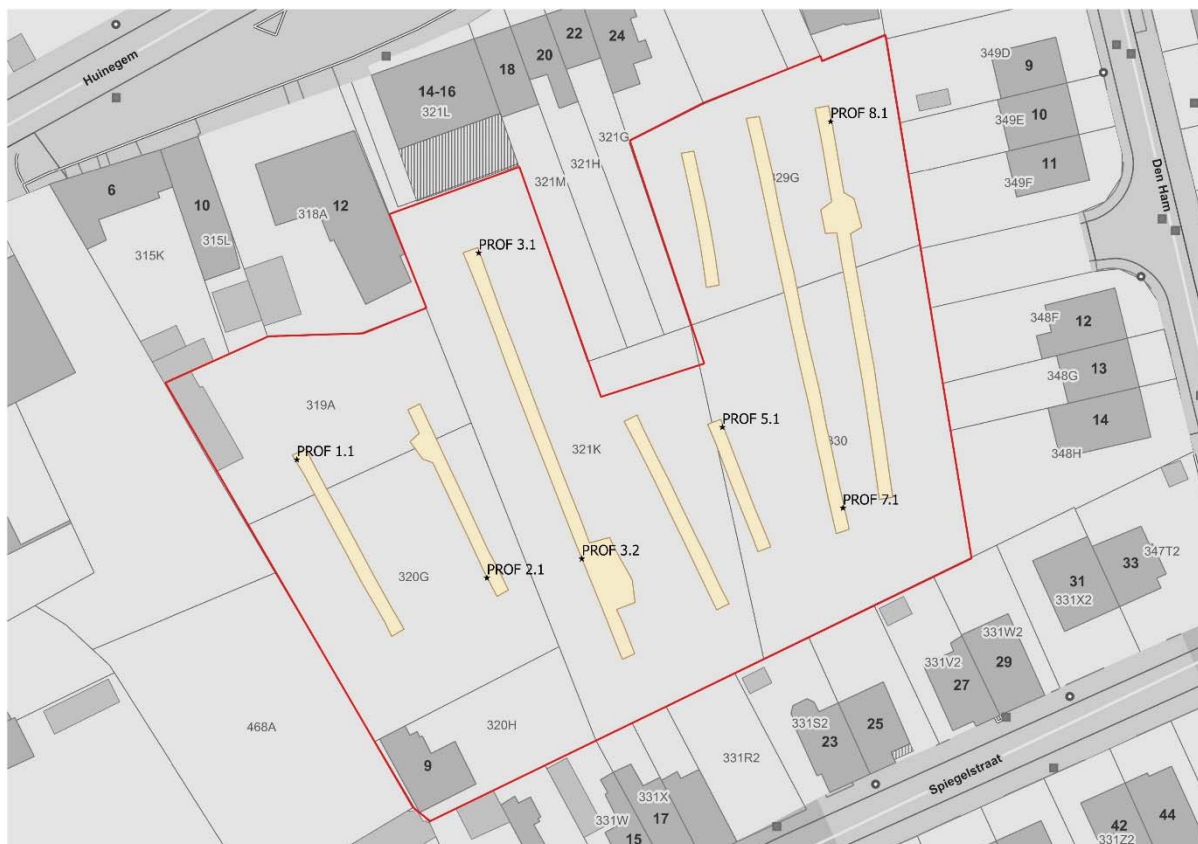 Huinegem
22
24
20
18
14-16
321L
6
10
315L
318A
12
315K
321M
321H
321G
PROF 8.1
329G
349D
9
349E
10
349F
11
Den Ham
PROF 3.1
348F
12
348G
13
14
348H
319A
PROF 1.1
321K
PROF 5.1
330
PROF 7.1
PROF 3.2
PROF 2.1
320G
320H
468A
9
331R2
331S2
23
25
331V2
27
331W2
29
31
331X2
33
347T2
Spiegelstraat
331W
331X
17
15
42
331Z2
44